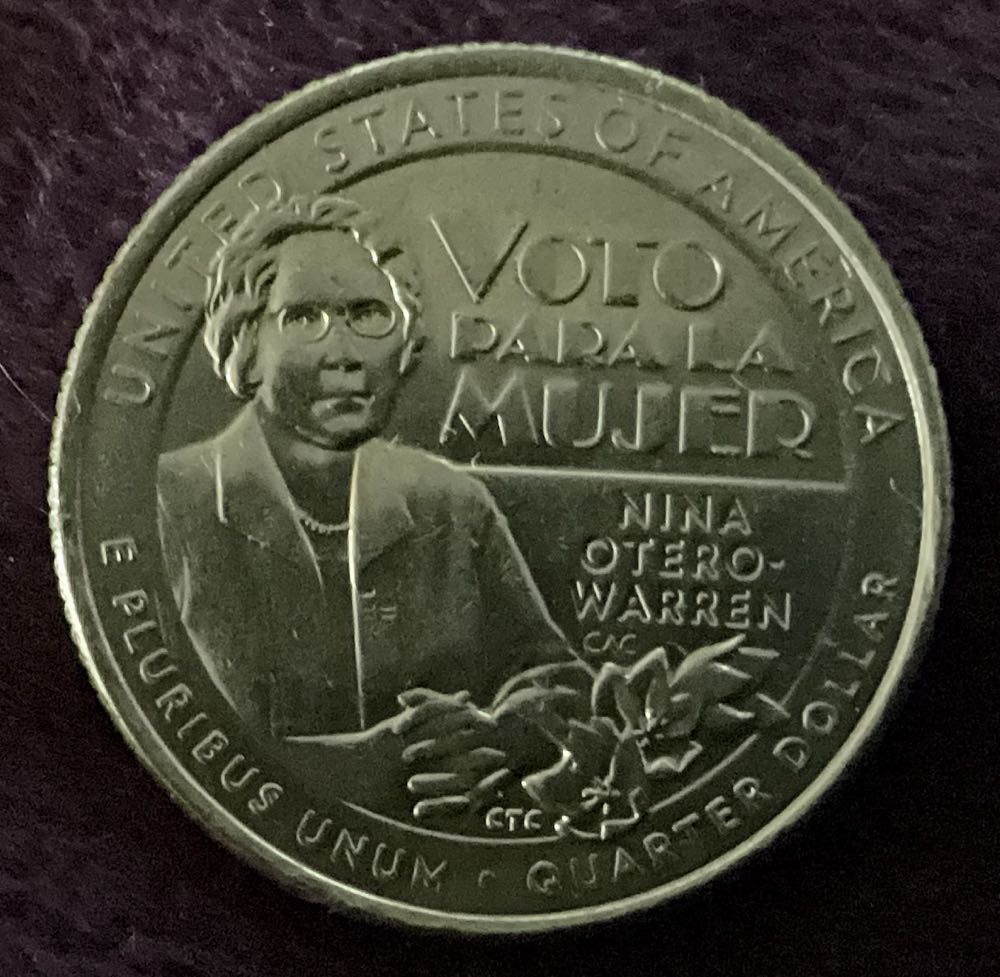 UNITED STATES OF AMERICA
VOTO
PARA LA
MUJER
NINA
OTERO-
WARREN
CAC
CTC
E PLURIBUS UNUM • QUARTER DOLLAR